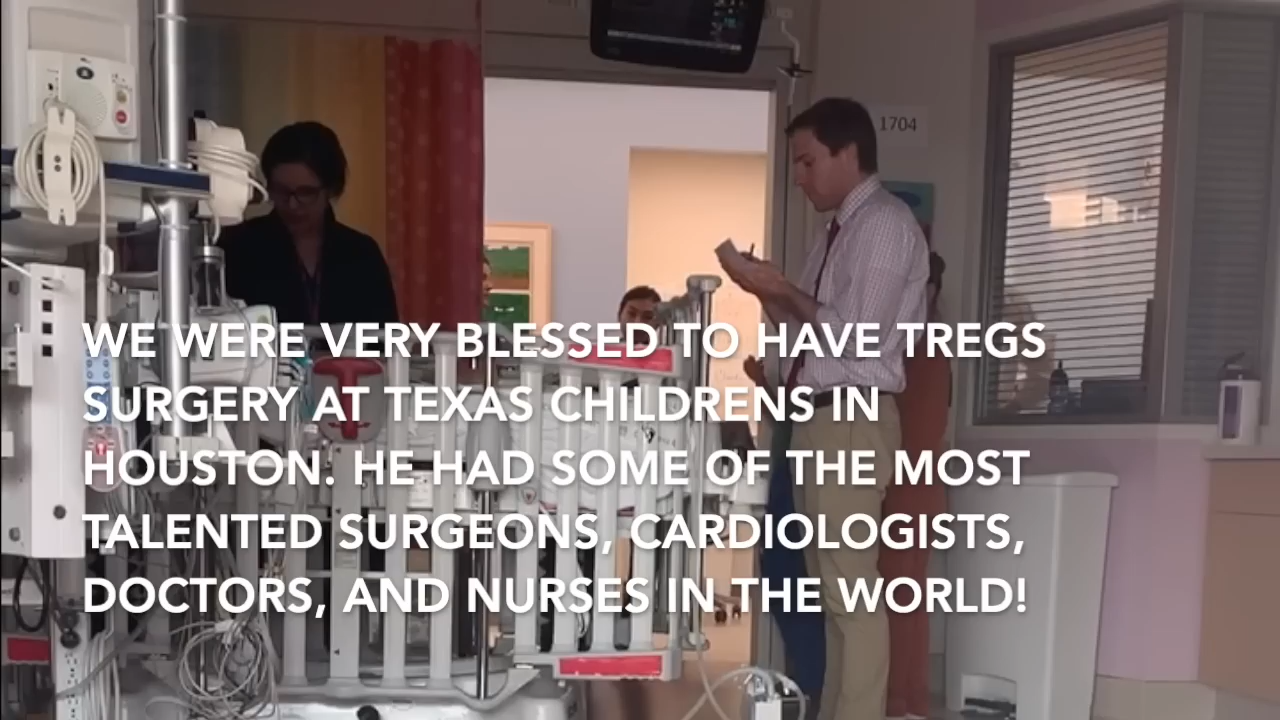 1704
WE WERE VERY BLESSED TO HAVE TREGS
SURGERY AT TEXAS CHILDRENS IN
HOUSTON. HE HAD SOME OF THE MOST
TALENTED SURGEONS, CARDIOLOGISTS,
DOCTORS, AND NURSES IN THE WORLD!